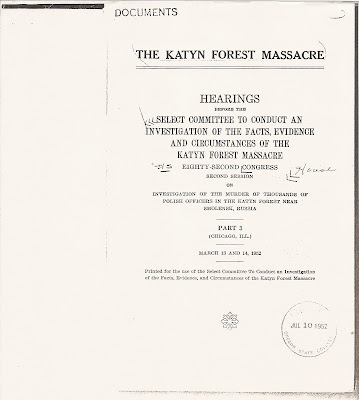 DOCUMENTS
THE KATYN FOREST MASSACRE
HEARINGS
BEFORE THE
SELECT COMMITTEE TO CONDUCT AN
INVESTIGATION OF THE FACTS, EVIDENCE
AND CIRCUMSTANCES OF THE
KATYN FOREST MASSACRE
EIGHTY-SECOND CONGRESS
House
SECOND SESSION
ON
INVESTIGATION OF THE MURDER OF THOUSANDS OF
POLISH OFFICERS IN THE KATYN FOREST NEAR
SMOLENSK, RUSSIA
PART 3
(CHICAGO, ILL.)
MARCH 13 AND 14, 1952
Printed for the use of the Select Committee To Conduct an Investigation
of the Facts, Evidence, and Circumstances of the Katyn Forest Massacre
JUL 10 1952